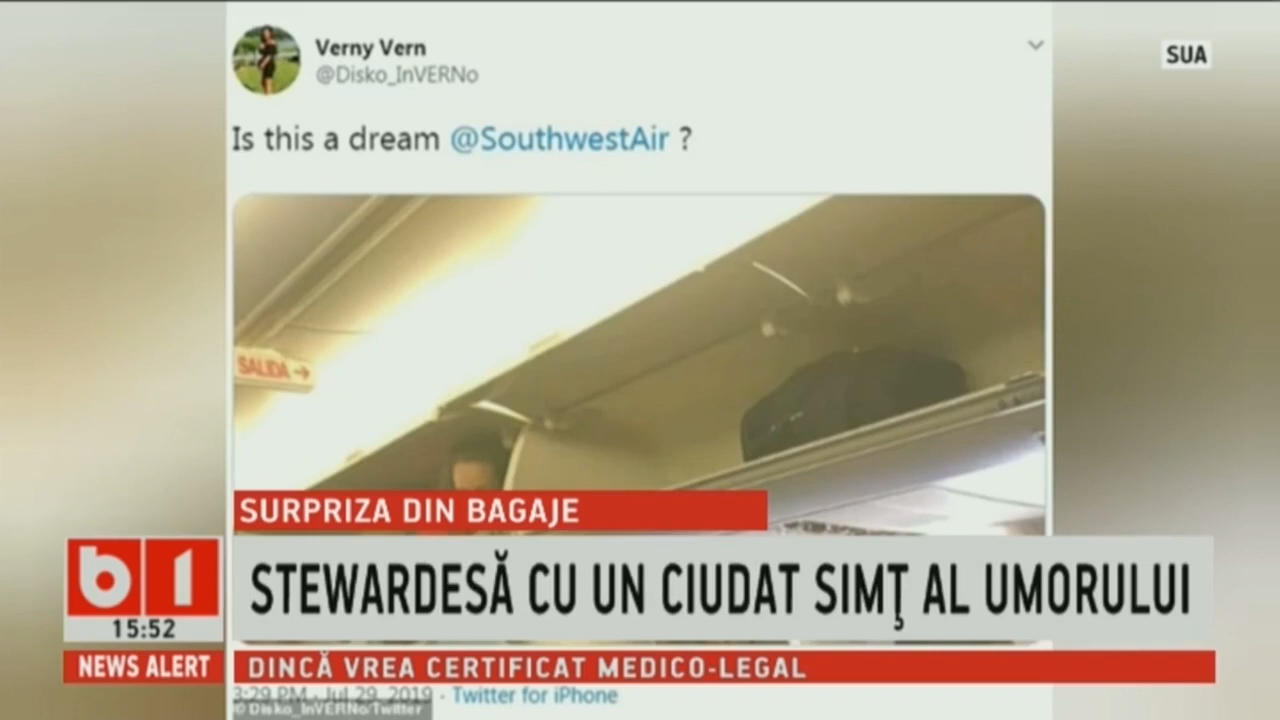 Verny Vern
@Disko_InVERNo
SUA
Is this a dream @SouthwestAir ?
SALIDA →
SURPRIZA DIN BAGAJE
b1
STEWARDESĂ CU UN CIUDAT SIMŢ AL UMORULUI
15:52
NEWS ALERT
DINCĂ VREA CERTIFICAT MEDICO-LEGAL
3:29 PM · Jul 29, 2019 · Twitter for iPhone
© Disko_InVERNo/Twitter